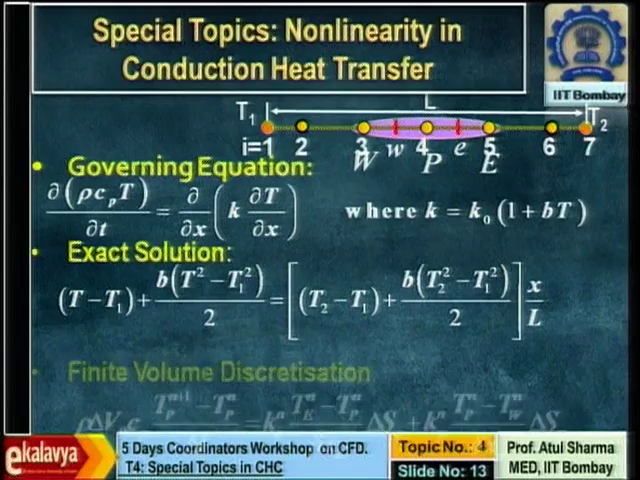 Special Topics: Nonlinearity in
Conduction Heat Transfer
IIT Bombay
L
T₁ T₂
i=1 2 3 4 5 6 7
W w P e E
• Governing Equation:
∂(ρc_pT)/∂t = ∂/∂x (k ∂T/∂x) where k = k₀(1+bT)
• Exact Solution:
(T−T₁)+ b(T²−T₁²)/2 = [(T₂−T₁)+ b(T₂²−T₁²)/2] x/L
• Finite Volume Discretisation
ekalavya
5 Days Coordinators Workshop on CFD.
T4: Special Topics in CHC
Topic No.: 4
Slide No: 13
Prof. Atul Sharma
MED, IIT Bombay